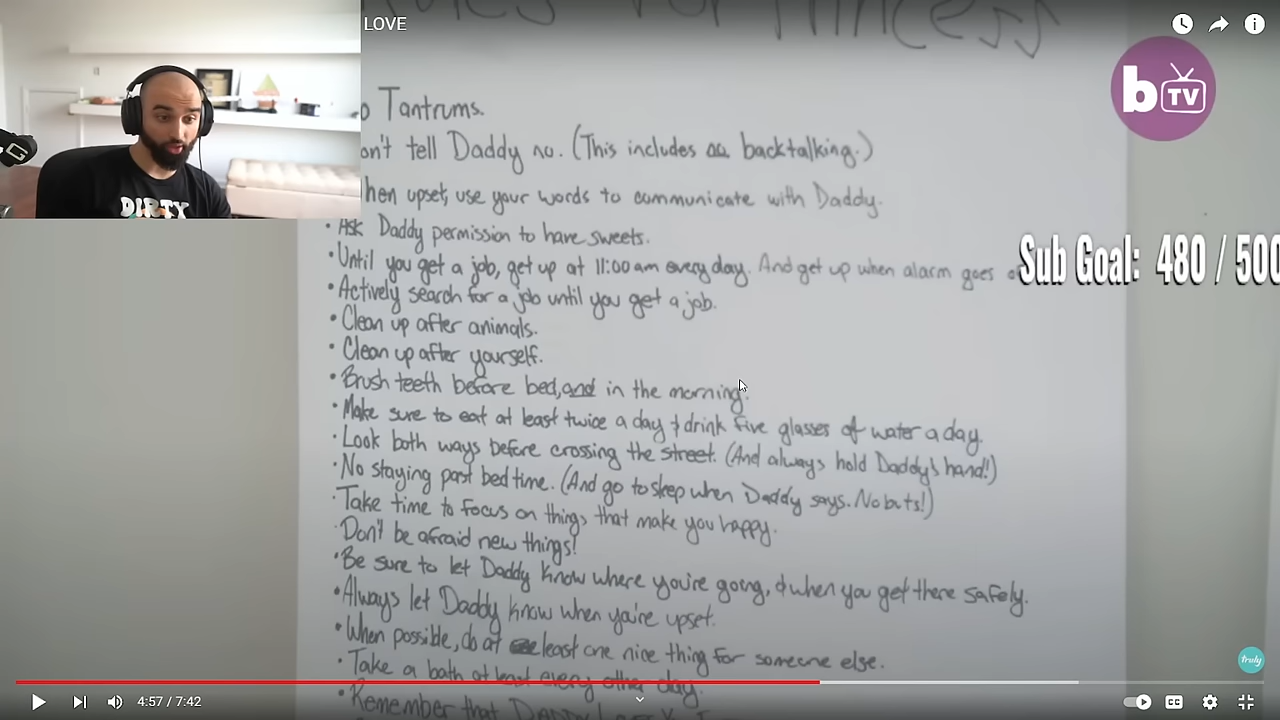 LOVE
Rules for Princess
b TV
o Tantrums.
on't tell Daddy no. (This includes backtalking.)
hen upset, use your words to communicate with Daddy.
• Ask Daddy permission to have sweets.
• Until you get a job, get up at 11:00am every day. And get up when alarm goes o
Sub Goal: 480 / 500
• Actively search for a job until you get a job.
• Clean up after animals.
• Clean up after yourself.
• Brush teeth before bed, and in the morning.
• Make sure to eat at least twice a day & drink five glasses of water a day.
• Look both ways before crossing the street. (And always hold Daddy's hand!)
• No staying past bedtime. (And go to sleep when Daddy says. No buts!)
• Take time to focus on things that make you happy.
• Don't be afraid new things!
• Be sure to let Daddy know where you're going, & when you get there safely.
• Always let Daddy know when you're upset.
• When possible, do at least one nice thing for someone else.
• Take a bath at least every other day.
• Remember that DADDY
DIRTY
truly
4:57 / 7:42
CC